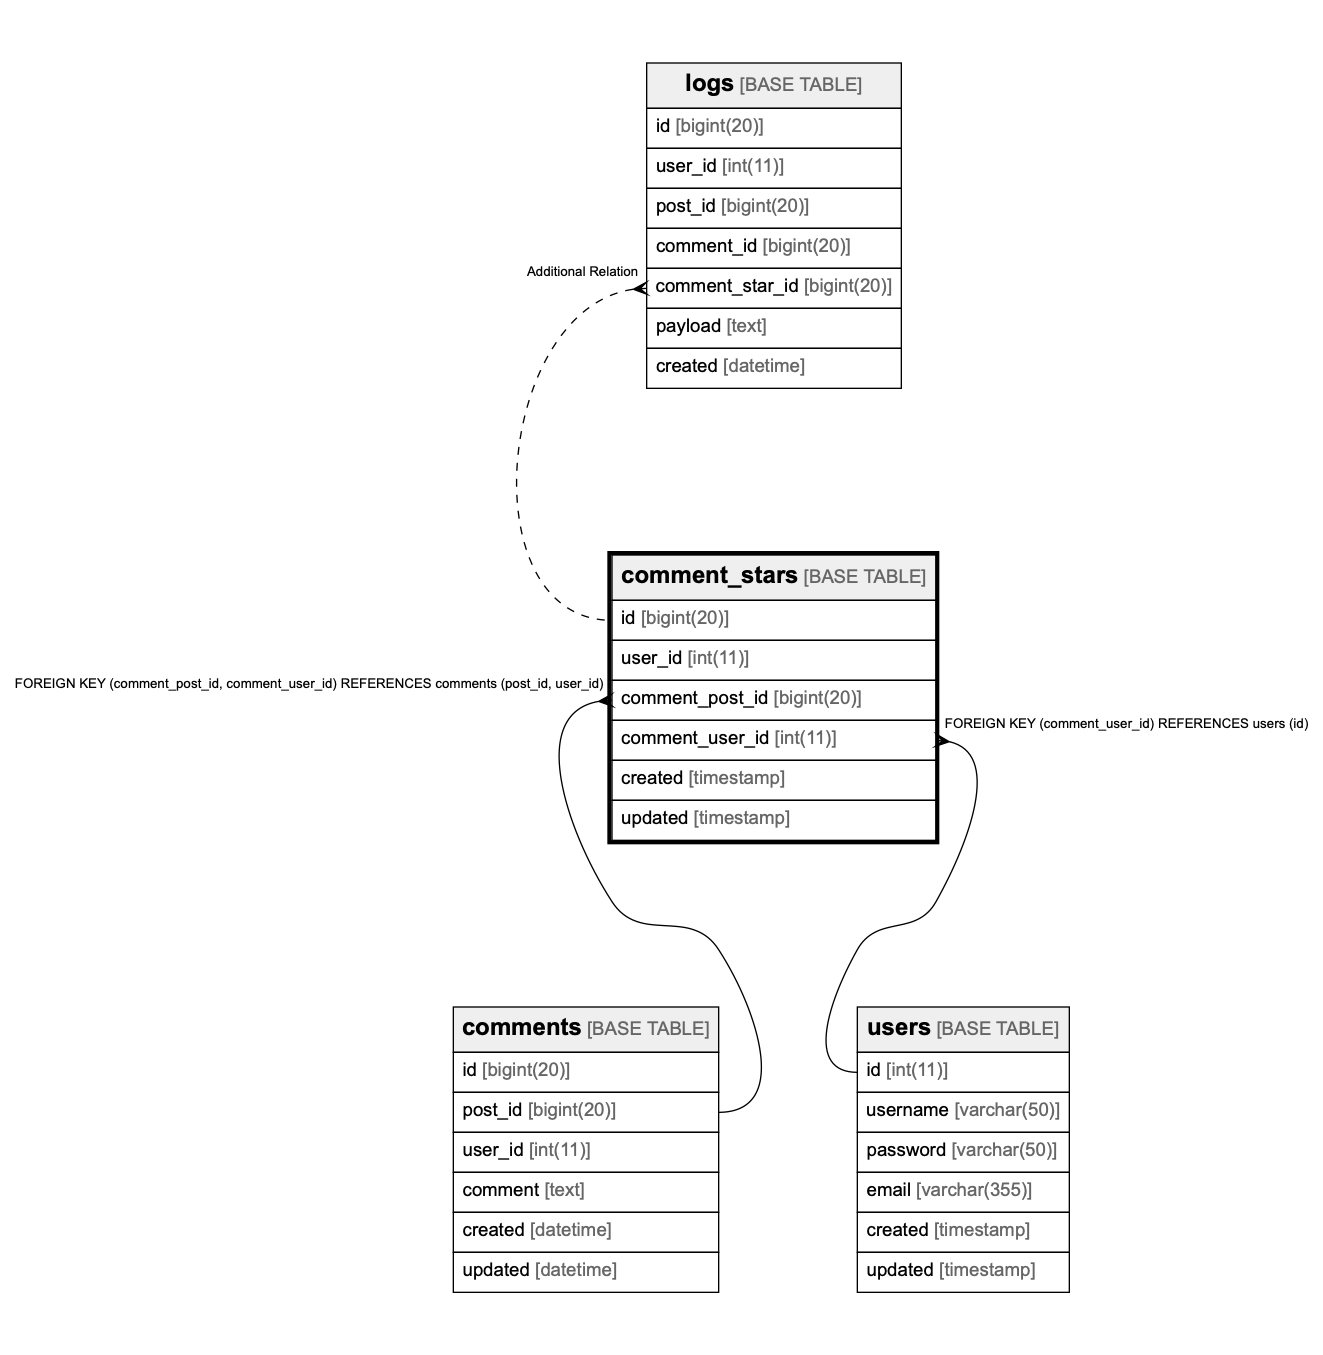 logs [BASE TABLE]
id [bigint(20)]
user_id [int(11)]
post_id [bigint(20)]
comment_id [bigint(20)]
Additional Relation
comment_star_id [bigint(20)]
payload [text]
created [datetime]
comment_stars [BASE TABLE]
id [bigint(20)]
user_id [int(11)]
FOREIGN KEY (comment_post_id, comment_user_id) REFERENCES comments (post_id, user_id)
comment_post_id [bigint(20)]
FOREIGN KEY (comment_user_id) REFERENCES users (id)
comment_user_id [int(11)]
created [timestamp]
updated [timestamp]
comments [BASE TABLE]
id [bigint(20)]
post_id [bigint(20)]
user_id [int(11)]
comment [text]
created [datetime]
updated [datetime]
users [BASE TABLE]
id [int(11)]
username [varchar(50)]
password [varchar(50)]
email [varchar(355)]
created [timestamp]
updated [timestamp]